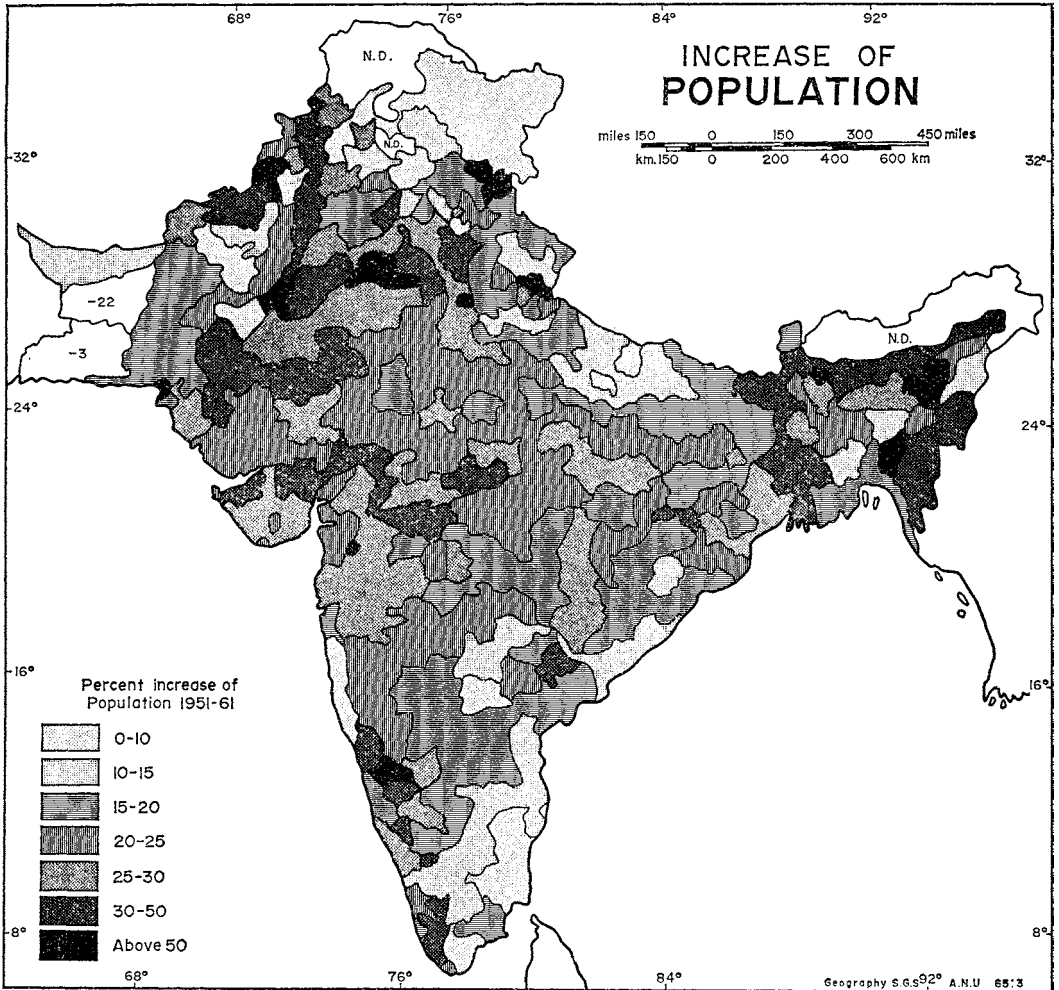 68°
76°
84°
92°
N.D.
INCREASE OF
POPULATION
miles 150 0 150 300 450 miles
km. 150 0 200 400 600 km
32°
32°
N.D.
-22
-3
N.D.
24°
24°
16°
16°
Percent increase of
Population 1951-61
0-10
10-15
15-20
20-25
25-30
30-50
Above 50
8°
8°
68°
76°
84°
92°
Geography S.G.S A.N.U 65:3